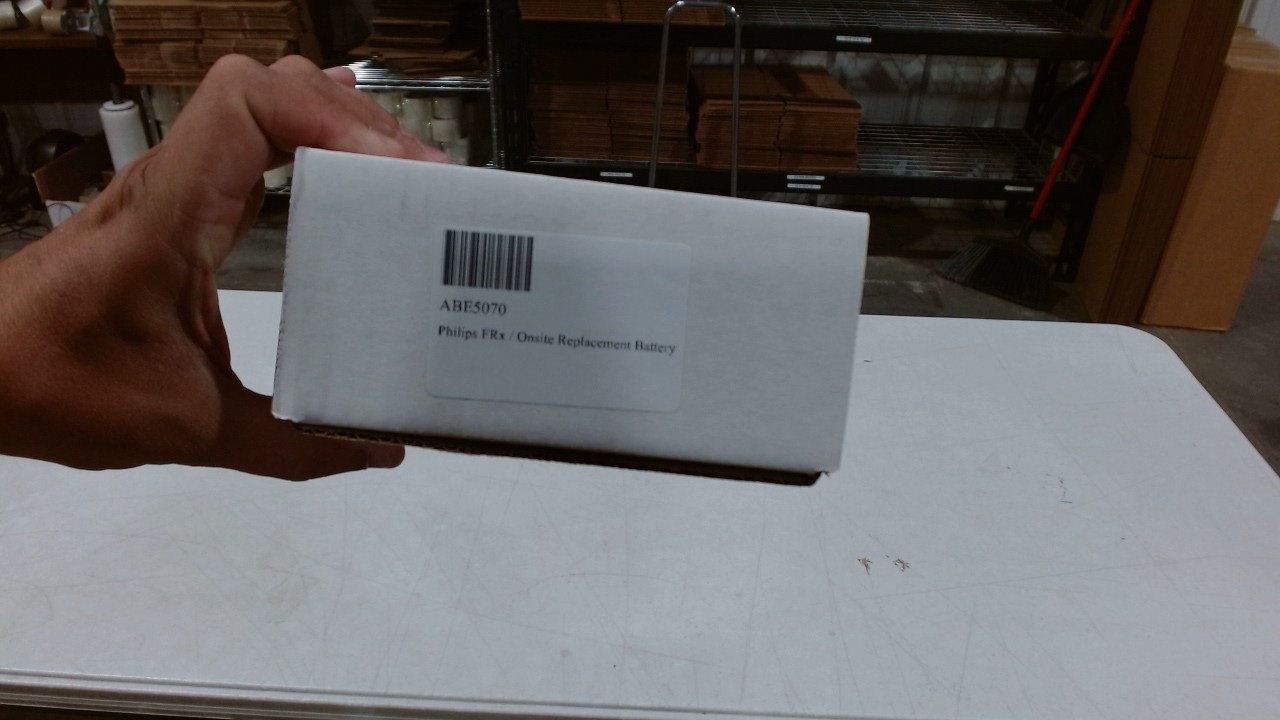 ABE5070
Philips FRx / Onsite Replacement Battery